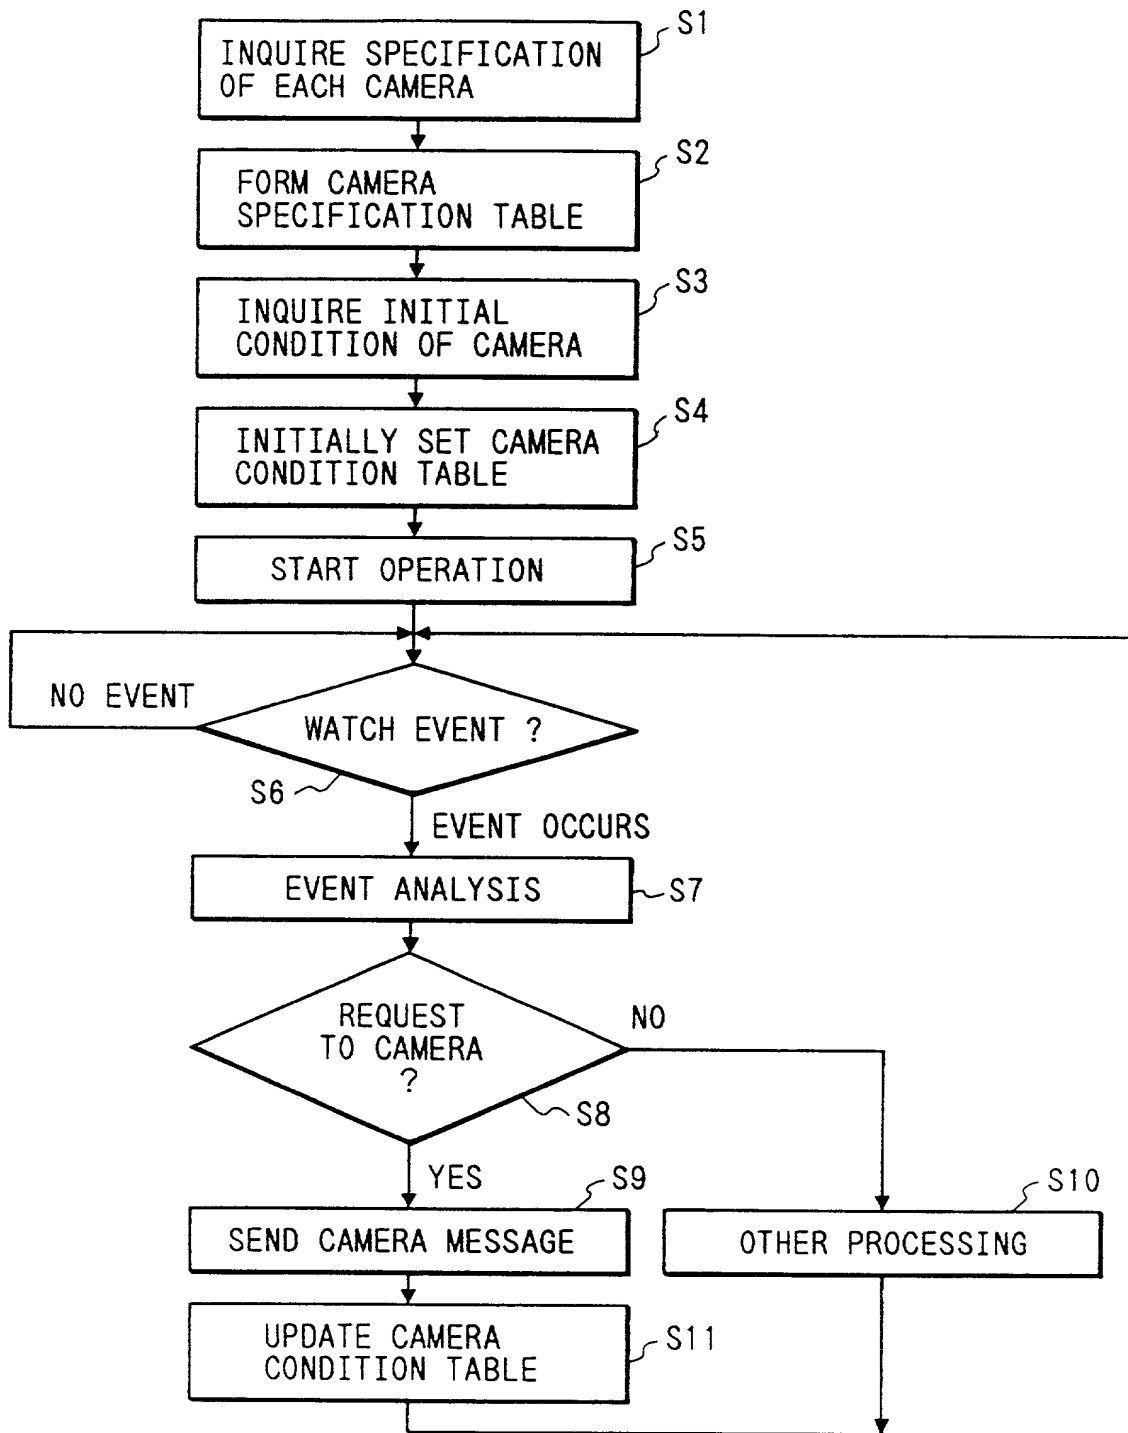 S1
INQUIRE SPECIFICATION
OF EACH CAMERA
S2
FORM CAMERA
SPECIFICATION TABLE
S3
INQUIRE INITIAL
CONDITION OF CAMERA
S4
INITIALLY SET CAMERA
CONDITION TABLE
S5
START OPERATION
NO EVENT
WATCH EVENT ?
S6
EVENT OCCURS
EVENT ANALYSIS
S7
REQUEST
TO CAMERA
?
NO
S8
YES
S9
SEND CAMERA MESSAGE
S10
OTHER PROCESSING
UPDATE CAMERA
CONDITION TABLE
S11